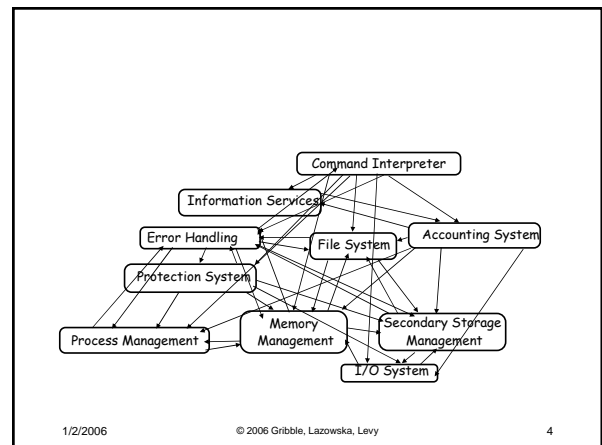 Command Interpreter
Information Services
Error Handling
File System
Accounting System
Protection System
Process Management
Memory
Management
Secondary Storage
Management
I/O System
1/2/2006
© 2006 Gribble, Lazowska, Levy
4